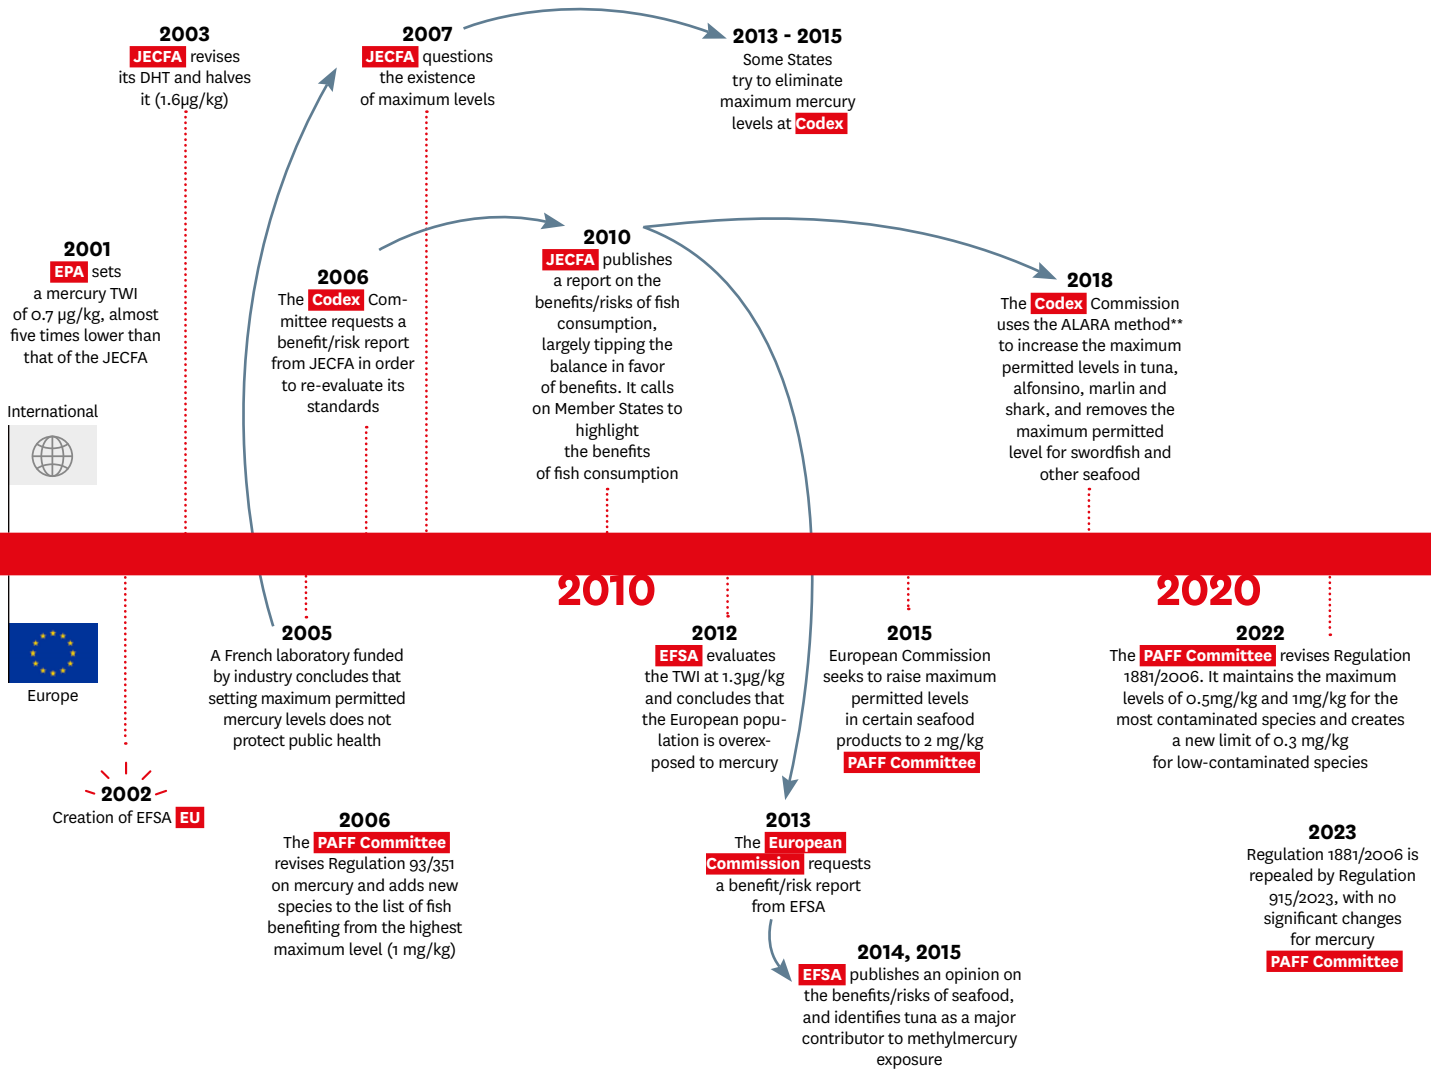 2003
JECFA revises
its DHT and halves
it (1.6µg/kg)
2007
JECFA questions
the existence
of maximum levels
2013 - 2015
Some States
try to eliminate
maximum mercury
levels at Codex
2001
EPA sets
a mercury TWI
of 0.7 µg/kg, almost
five times lower than
that of the JECFA
2006
The Codex Com-
mittee requests a
benefit/risk report
from JECFA in order
to re-evaluate its
standards
2010
JECFA publishes
a report on the
benefits/risks of fish
consumption,
largely tipping the
balance in favor
of benefits. It calls
on Member States to
highlight
the benefits
of fish consumption
2018
The Codex Commission
uses the ALARA method**
to increase the maximum
permitted levels in tuna,
alfonsino, marlin and
shark, and removes the
maximum permitted
level for swordfish and
other seafood
International
2010
2020
Europe
2005
A French laboratory funded
by industry concludes that
setting maximum permitted
mercury levels does not
protect public health
2012
EFSA evaluates
the TWI at 1.3µg/kg
and concludes that
the European popu-
lation is overex-
posed to mercury
2015
European Commission
seeks to raise maximum
permitted levels
in certain seafood
products to 2 mg/kg
PAFF Committee
2022
The PAFF Committee revises Regulation
1881/2006. It maintains the maximum
levels of 0.5mg/kg and 1mg/kg for the
most contaminated species and creates
a new limit of 0.3 mg/kg
for low-contaminated species
2002
Creation of EFSA EU
2006
The PAFF Committee
revises Regulation 93/351
on mercury and adds new
species to the list of fish
benefiting from the highest
maximum level (1 mg/kg)
2013
The European
Commission requests
a benefit/risk report
from EFSA
2014, 2015
EFSA publishes an opinion on
the benefits/risks of seafood,
and identifies tuna as a major
contributor to methylmercury
exposure
2023
Regulation 1881/2006 is
repealed by Regulation
915/2023, with no
significant changes
for mercury
PAFF Committee